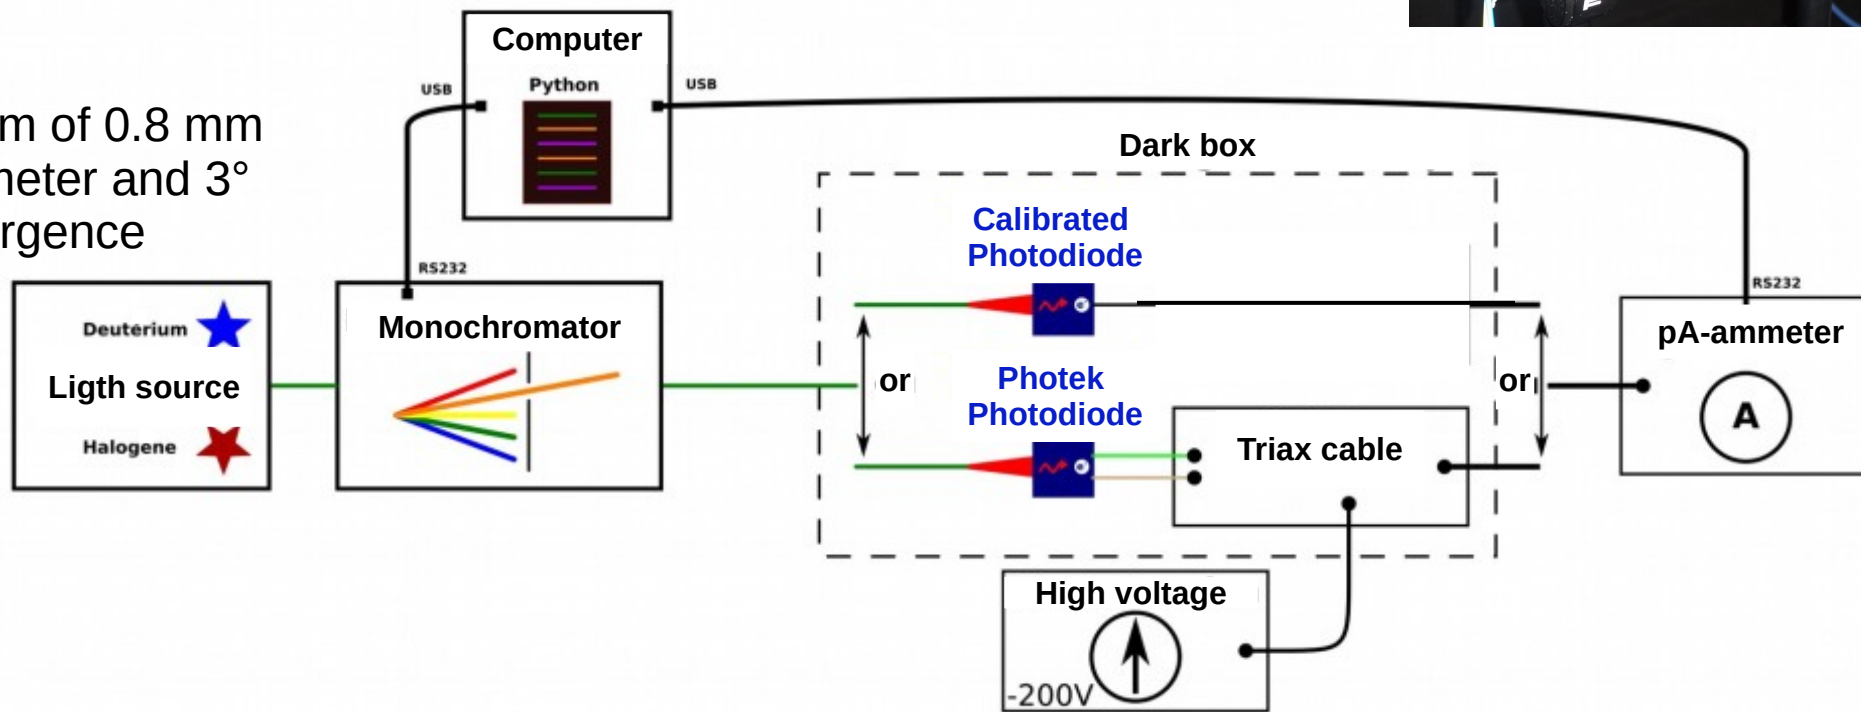 Computer
USB
Python
USB
m of 0.8 mm
neter and 3°
rgence
Dark box
Calibrated
Photodiode
RS232
RS232
Deuterium
Ligth source
Halogene
Monochromator
or
Photek
Photodiode
Triax cable
or
pA-ammeter
A
High voltage
-200V